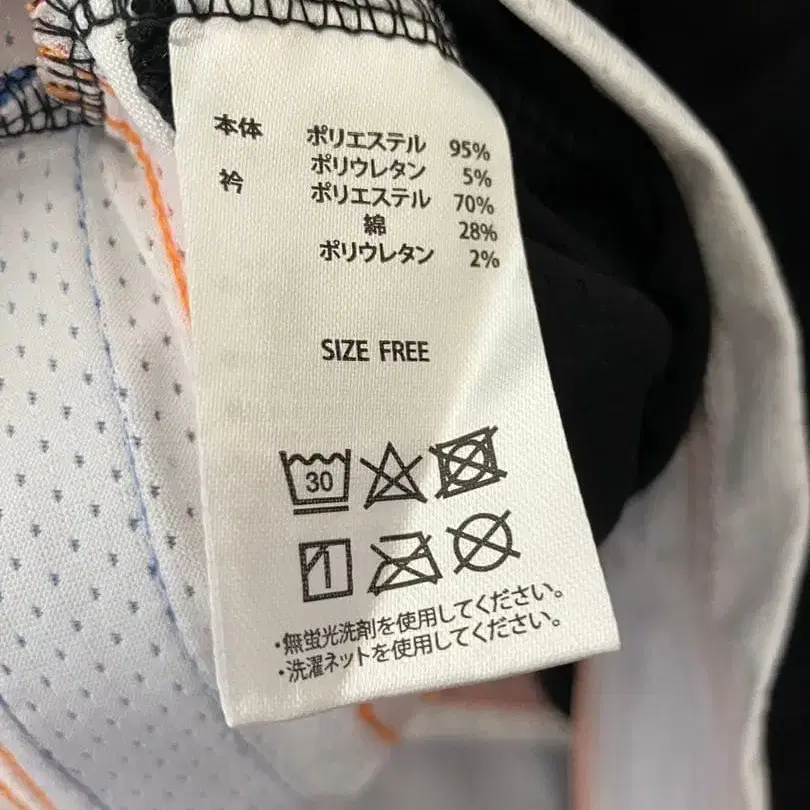 本体 ポリエステル 95%
ポリウレタン 5%
衿 ポリエステル 70%
綿 28%
ポリウレタン 2%
SIZE FREE
30
・無蛍光洗剤を使用してください。
・洗濯ネットを使用してください。